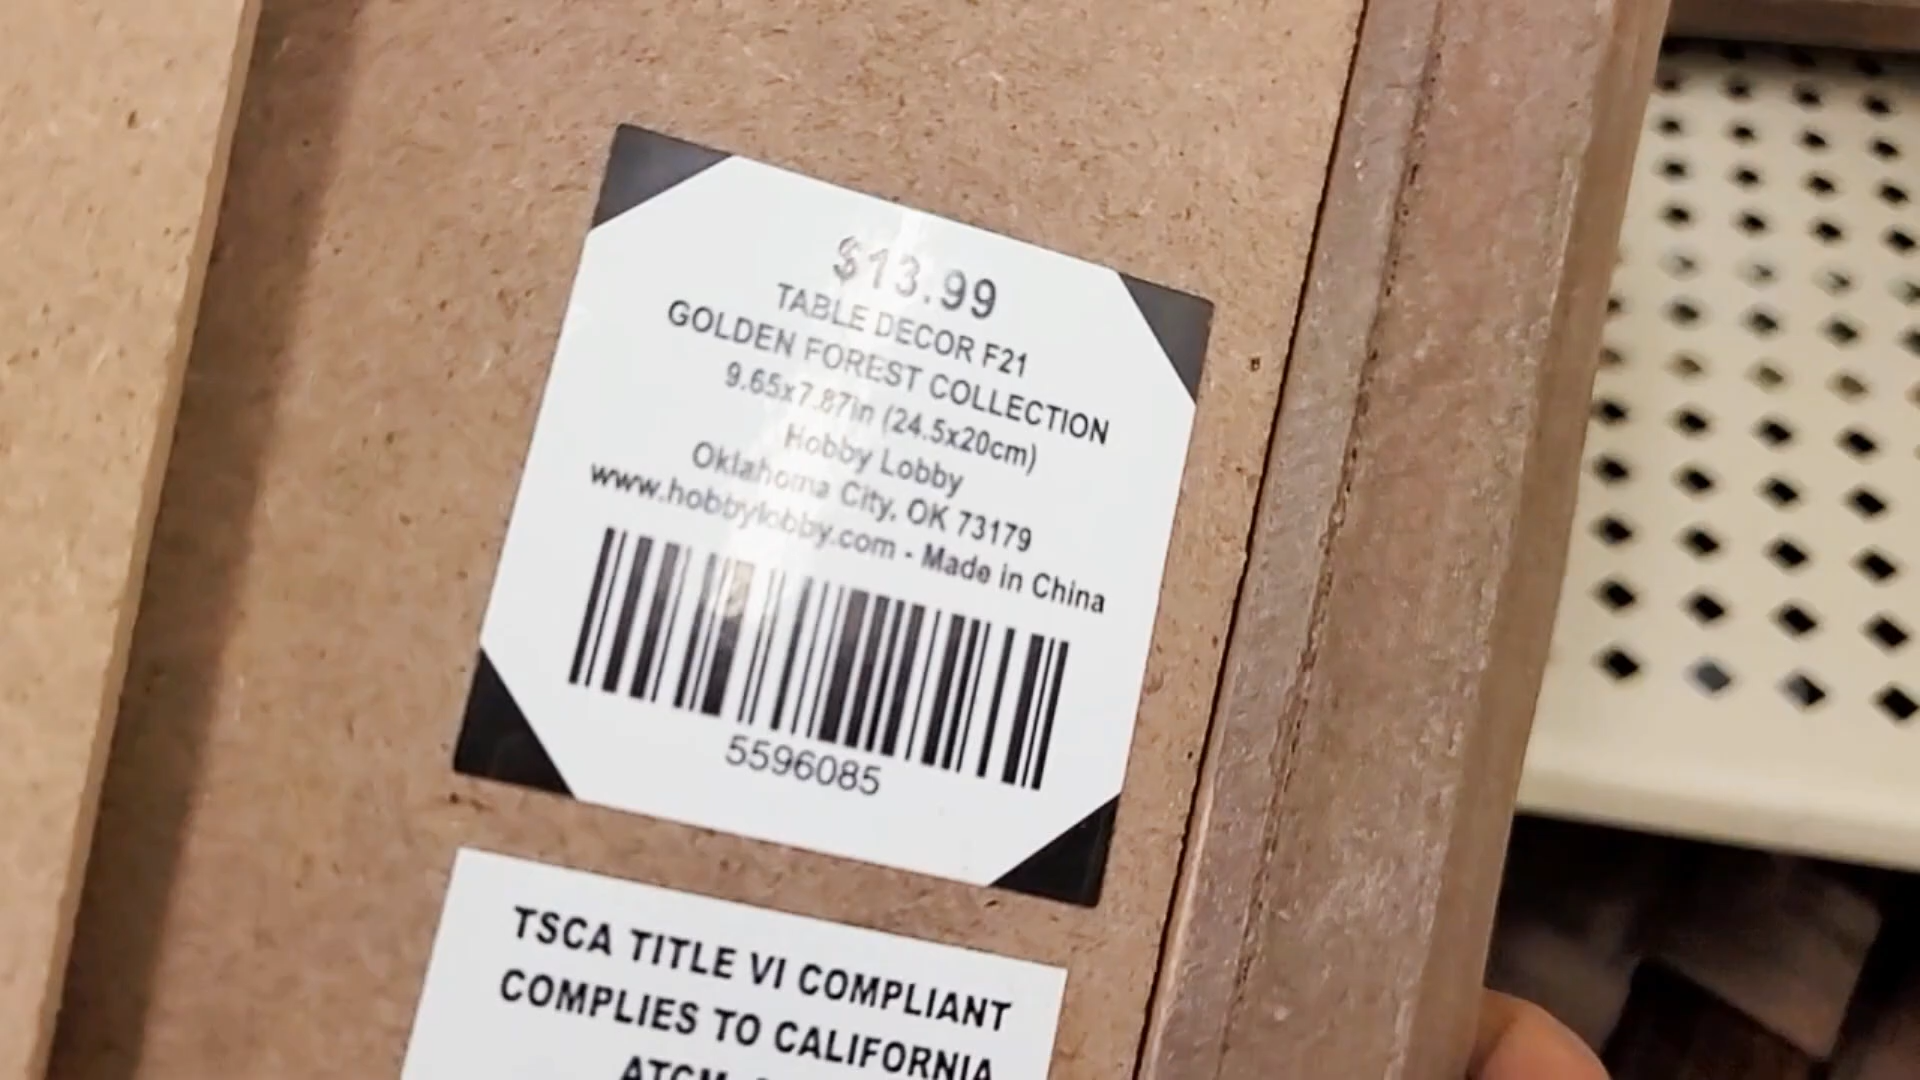 $13.99
TABLE DECOR F21
GOLDEN FOREST COLLECTION
9.65x7.87in (24.5x20cm)
Hobby Lobby
Oklahoma City, OK 73179
www.hobbylobby.com - Made in China
5596085
TSCA TITLE VI COMPLIANT
COMPLIES TO CALIFORNIA
ATCM